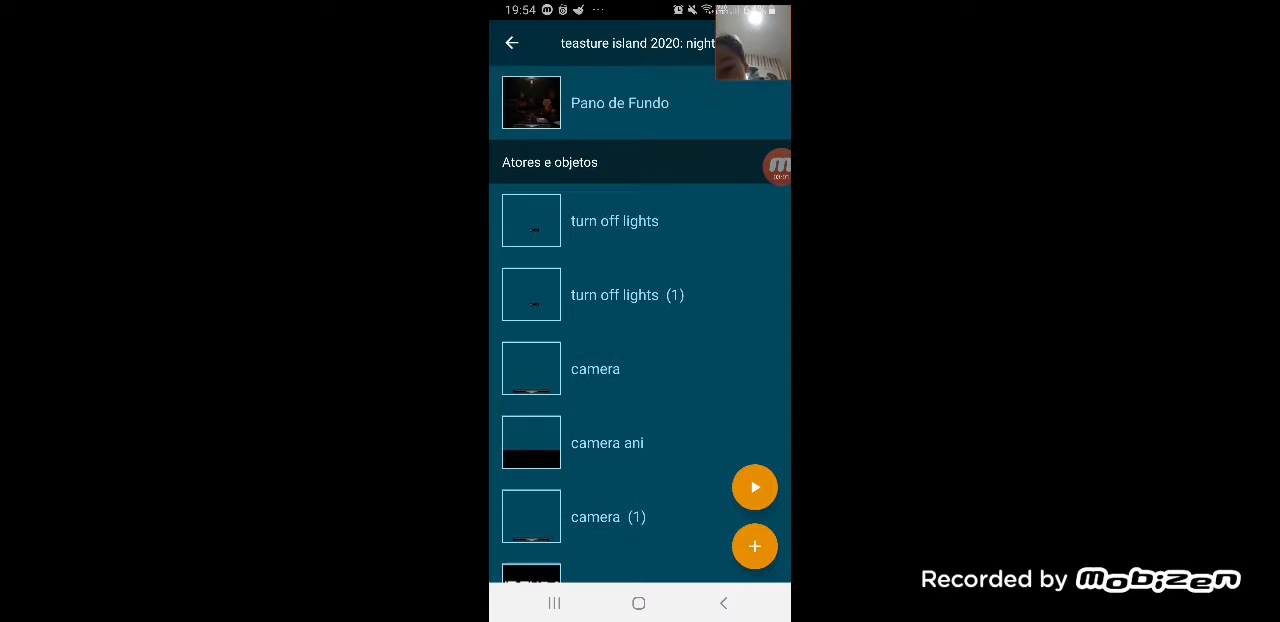 19:54
teasture island 2020: night
Pano de Fundo
Atores e objetos
turn off lights
turn off lights (1)
camera
camera ani
camera (1)
Recorded by mobizen